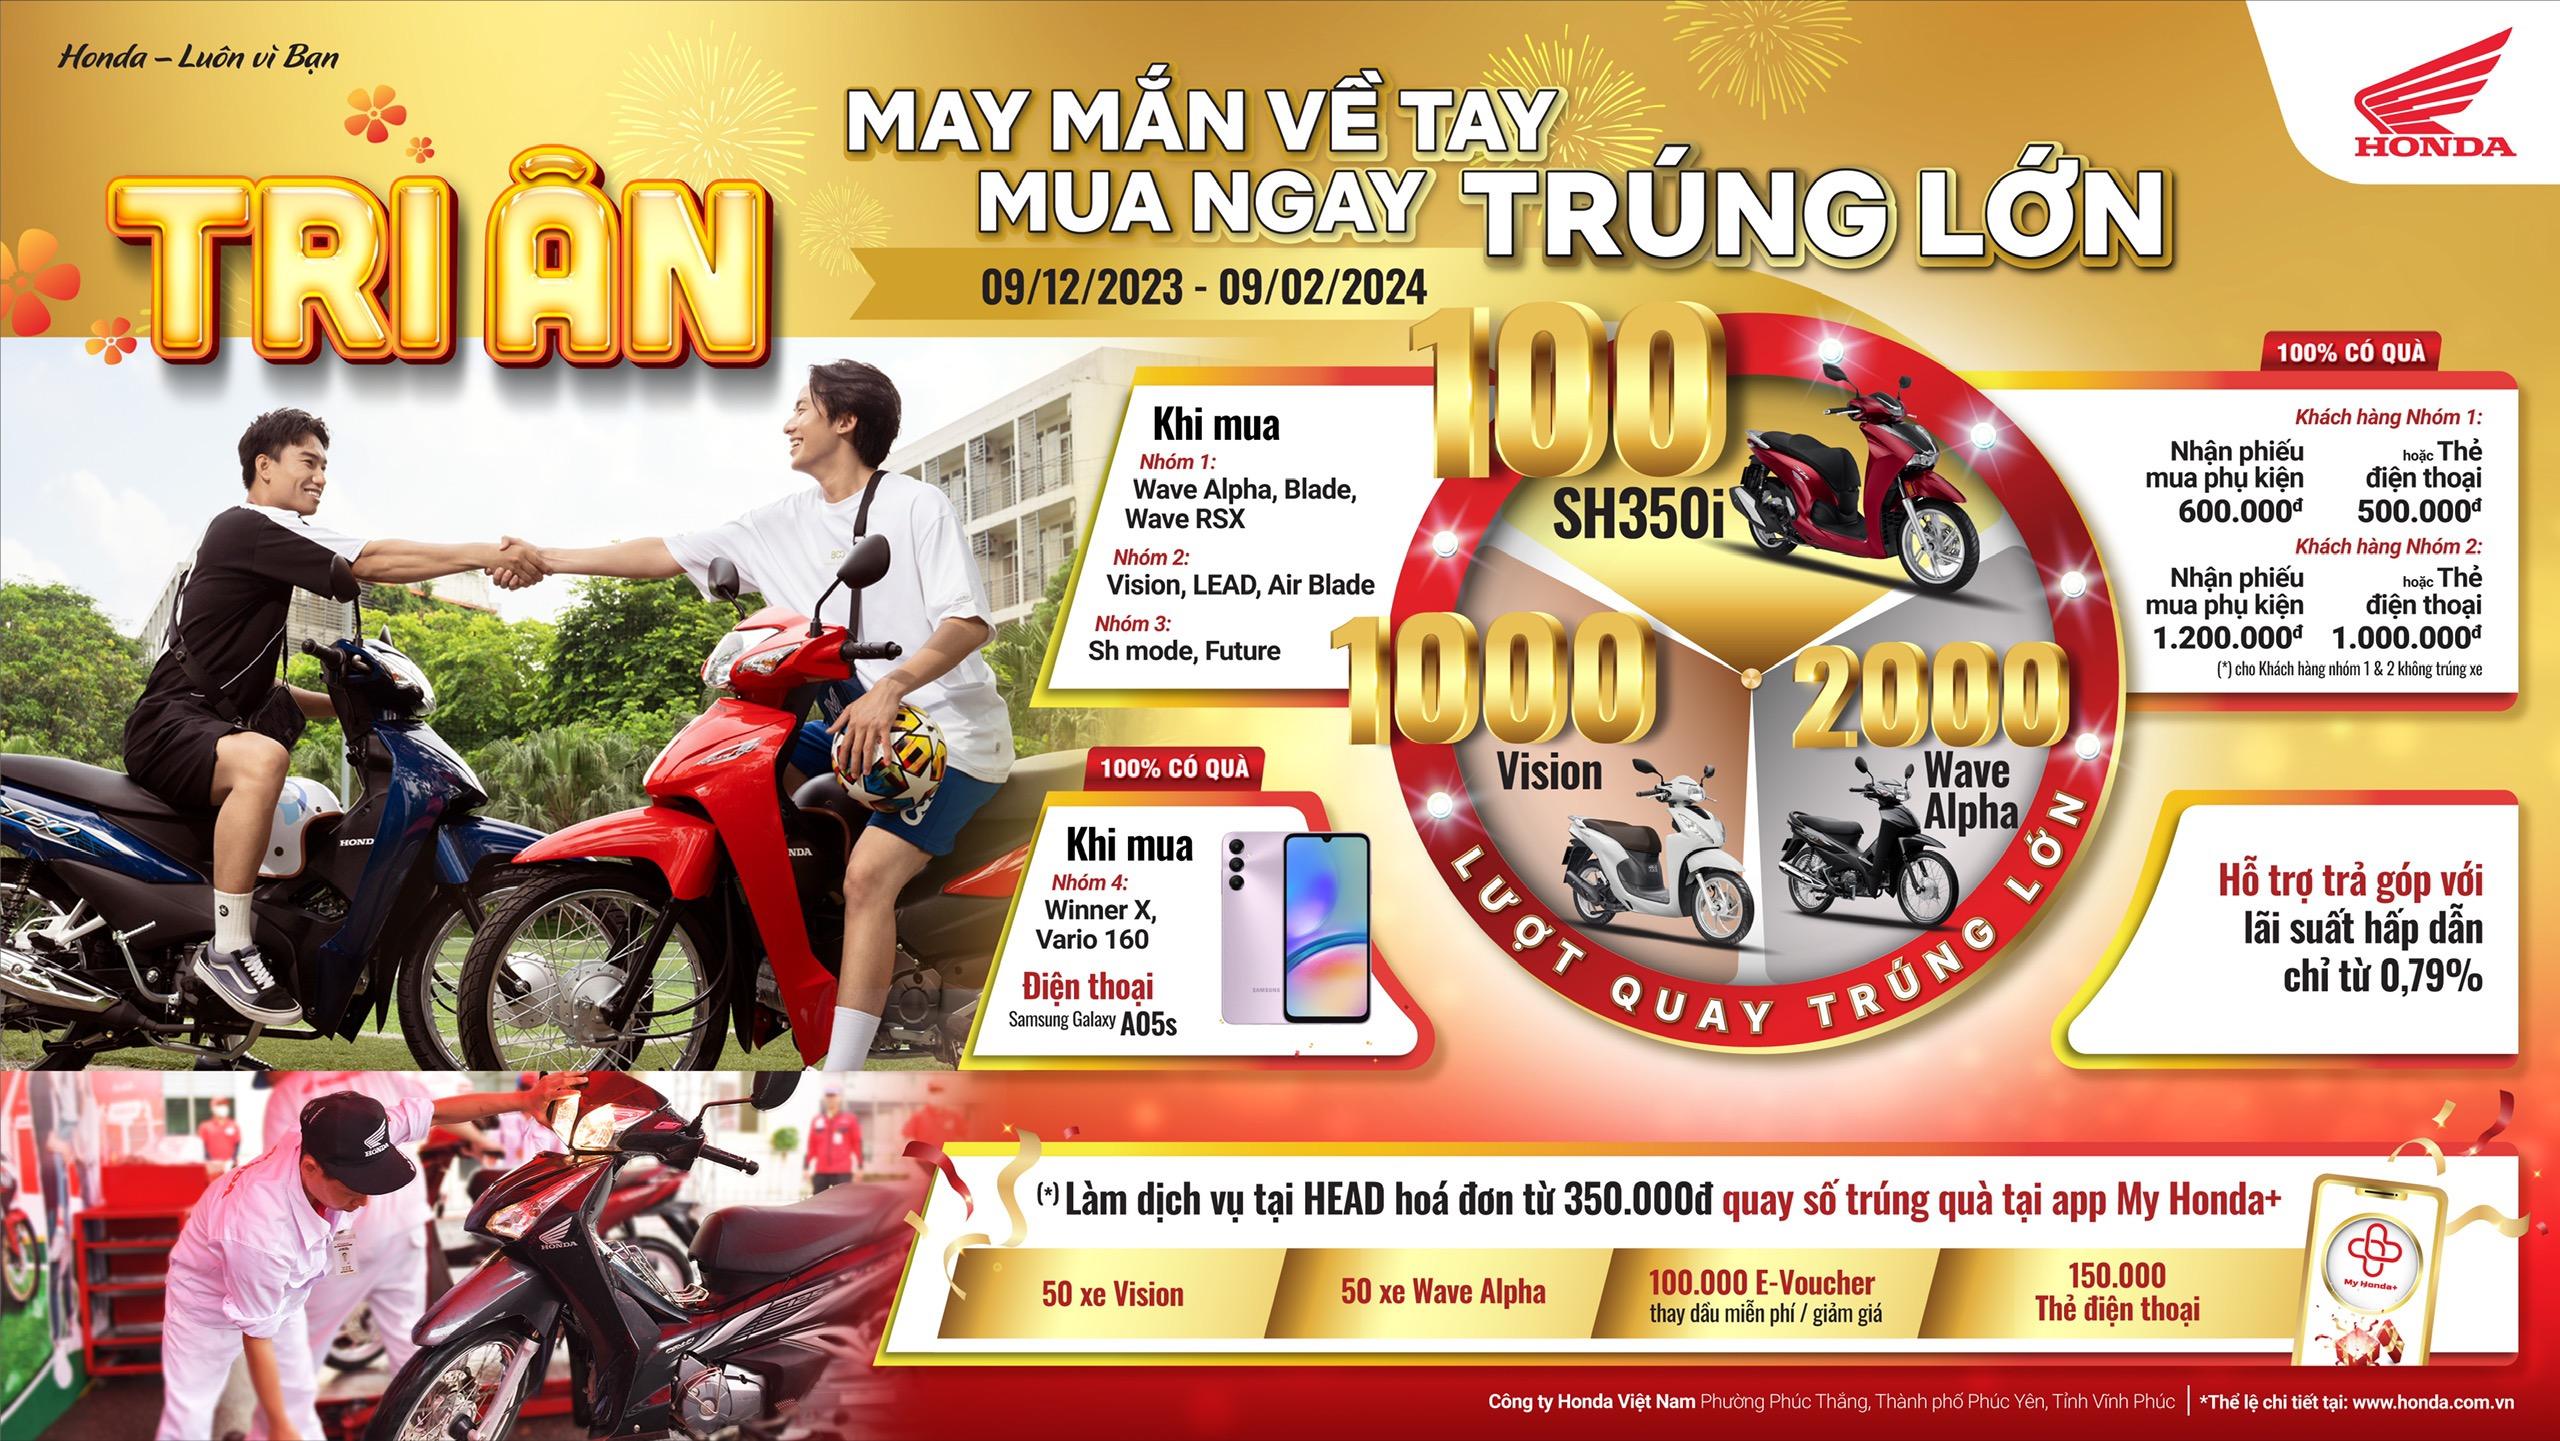 Honda – Luôn vì Bạn
HONDA
TRI ÂN
MAY MẮN VỀ TAY
MUA NGAY TRÚNG LỚN
09/12/2023 - 09/02/2024
Khi mua
Nhóm 1:
Wave Alpha, Blade,
Wave RSX
Nhóm 2:
Vision, LEAD, Air Blade
Nhóm 3:
Sh mode, Future
100
SH350i
1000
Vision
2000
Wave
Alpha
LƯỢT QUAY TRÚNG LỚN
100% CÓ QUÀ
Khách hàng Nhóm 1:
Nhận phiếu
mua phụ kiện
600.000đ
hoặc Thẻ
điện thoại
500.000đ
Khách hàng Nhóm 2:
Nhận phiếu
mua phụ kiện
1.200.000đ
hoặc Thẻ
điện thoại
1.000.000đ
(*) cho Khách hàng nhóm 1 & 2 không trúng xe
100% CÓ QUÀ
Khi mua
Nhóm 4:
Winner X,
Vario 160
Điện thoại
Samsung Galaxy A05s
SAMSUNG
Hỗ trợ trả góp với
lãi suất hấp dẫn
chỉ từ 0,79%
HONDA
HONDA
(*) Làm dịch vụ tại HEAD hoá đơn từ 350.000đ quay số trúng quà tại app My Honda+
50 xe Vision
50 xe Wave Alpha
100.000 E-Voucher
thay dầu miễn phí / giảm giá
150.000
Thẻ điện thoại
My Honda+
Công ty Honda Việt Nam Phường Phúc Thắng, Thành phố Phúc Yên, Tỉnh Vĩnh Phúc | *Thể lệ chi tiết tại: www.honda.com.vn